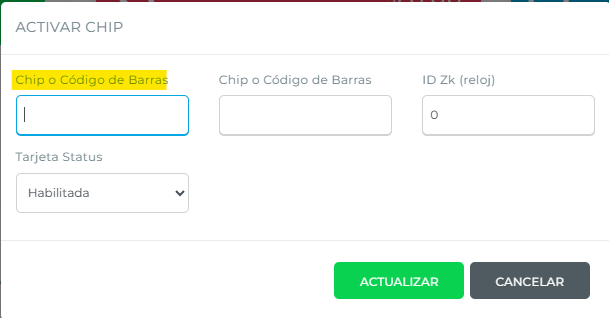 ACTIVAR CHIP
Chip o Código de Barras
Chip o Código de Barras
ID Zk (reloj)
0
Tarjeta Status
Habilitada
ACTUALIZAR
CANCELAR